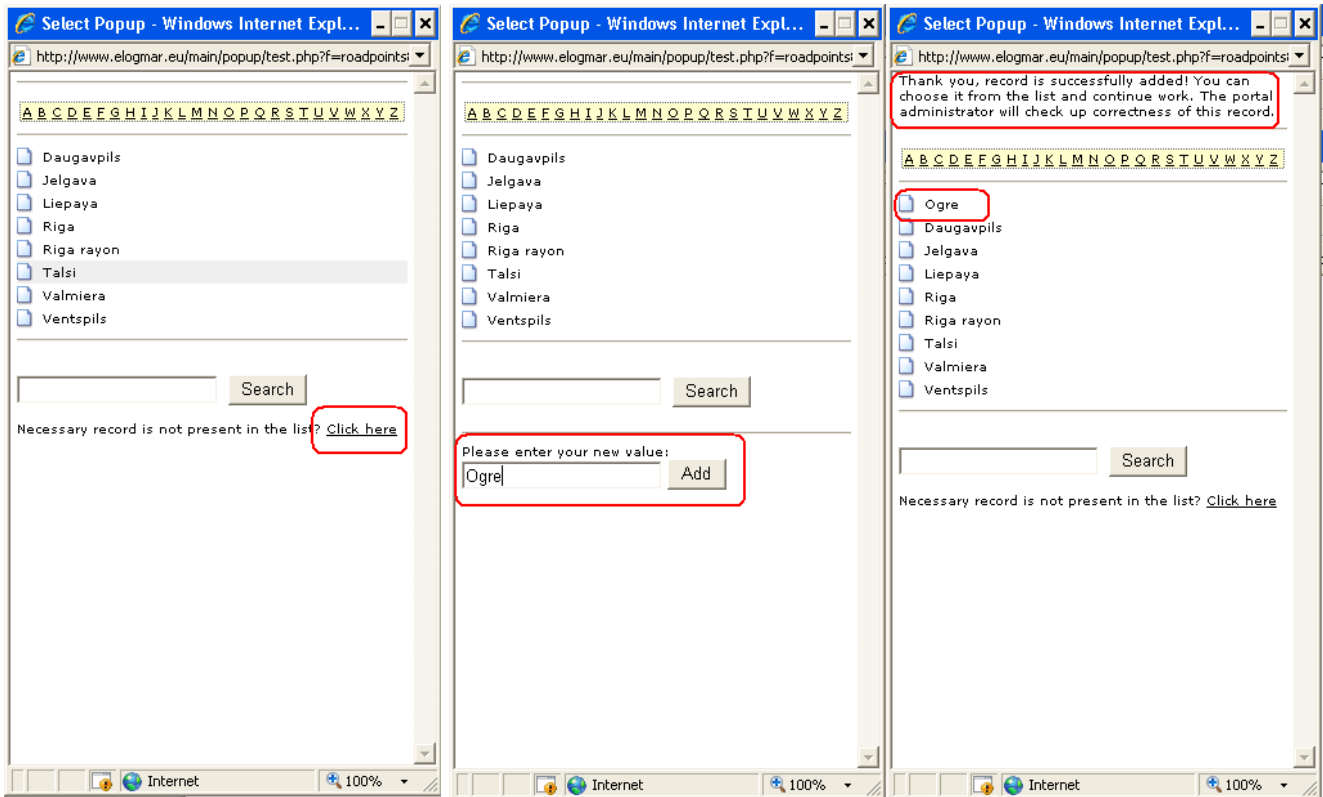 Select Popup - Windows Internet Expl...
http://www.elogmar.eu/main/popup/test.php?f=roadpoints
A B C D E F G H I J K L M N O P Q R S T U V W X Y Z
Daugavpils
Jelgava
Liepaya
Riga
Riga rayon
Talsi
Valmiera
Ventspils
Search
Necessary record is not present in the list? Click here
Internet
100%
Select Popup - Windows Internet Expl...
http://www.elogmar.eu/main/popup/test.php?f=roadpoints
A B C D E F G H I J K L M N O P Q R S T U V W X Y Z
Daugavpils
Jelgava
Liepaya
Riga
Riga rayon
Talsi
Valmiera
Ventspils
Search
Please enter your new value:
Ogre
Add
Internet
100%
Select Popup - Windows Internet Expl...
http://www.elogmar.eu/main/popup/test.php?f=roadpoints
Thank you, record is successfully added! You can
choose it from the list and continue work. The portal
administrator will check up correctness of this record.
A B C D E F G H I J K L M N O P Q R S T U V W X Y Z
Ogre
Daugavpils
Jelgava
Liepaya
Riga
Riga rayon
Talsi
Valmiera
Ventspils
Search
Necessary record is not present in the list? Click here
Internet
100%